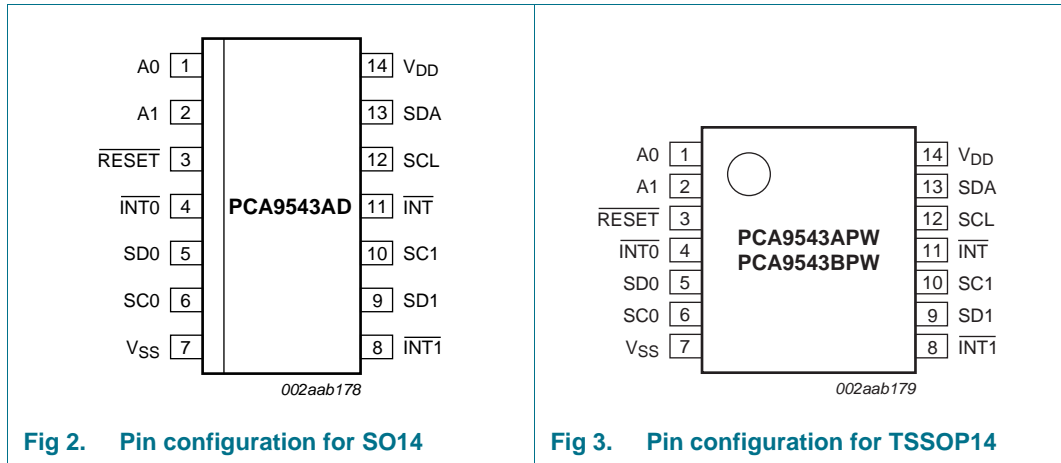 A0 1 14 VDD
A1 2 13 SDA
RESET 3 12 SCL
INT0 4 PCA9543AD 11 INT
SD0 5 10 SC1
SC0 6 9 SD1
VSS 7 8 INT1
002aab178
Fig 2. Pin configuration for SO14
A0 1 14 VDD
A1 2 13 SDA
RESET 3 12 SCL
INT0 4 11 INT
SD0 5 10 SC1
SC0 6 9 SD1
VSS 7 8 INT1
PCA9543APW
PCA9543BPW
002aab179
Fig 3. Pin configuration for TSSOP14